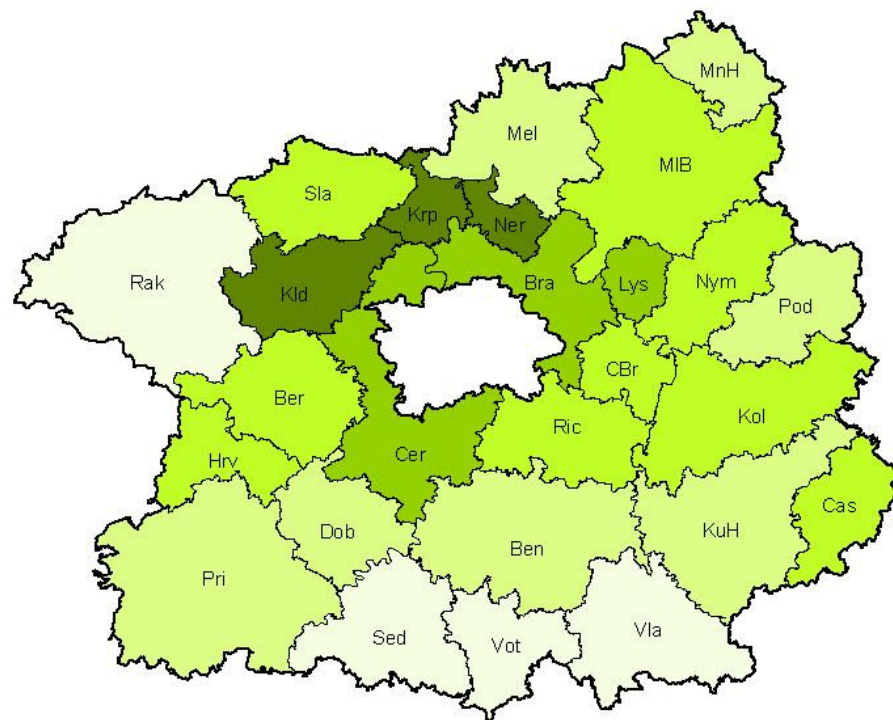 MnH
Mel
MlB
Sla
Krp
Ner
Rak
Kld
Bra
Lys
Nym
Pod
Ber
CBr
Kol
Ric
Hrv
Cer
Cas
Dob
Ben
KuH
Pri
Sed
Vot
Vla